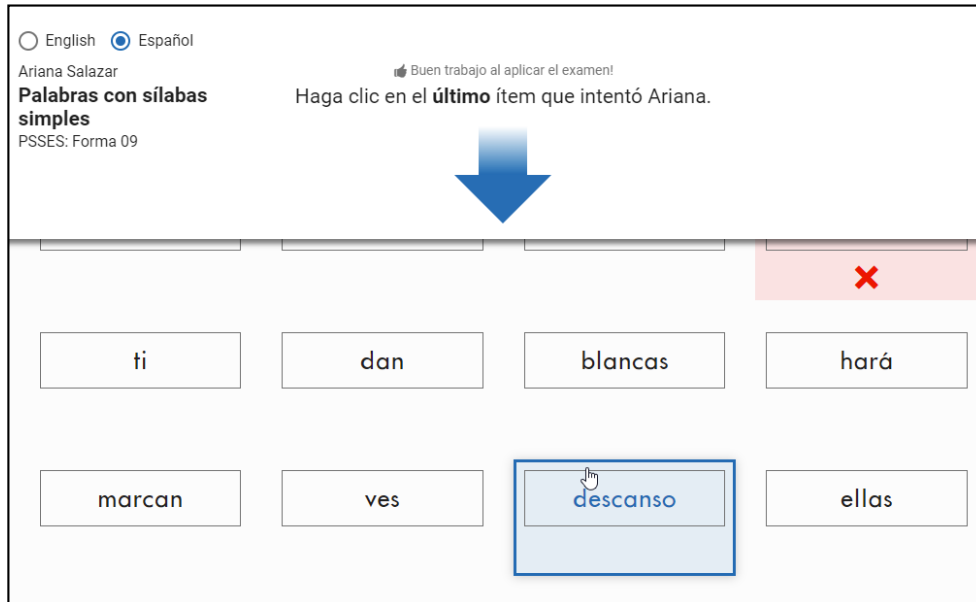 English Español
Ariana Salazar
Palabras con sílabas
simples
PSSES: Forma 09
Buen trabajo al aplicar el examen!
Haga clic en el último ítem que intentó Ariana.
ti dan blancas hará
marcan ves descanso ellas